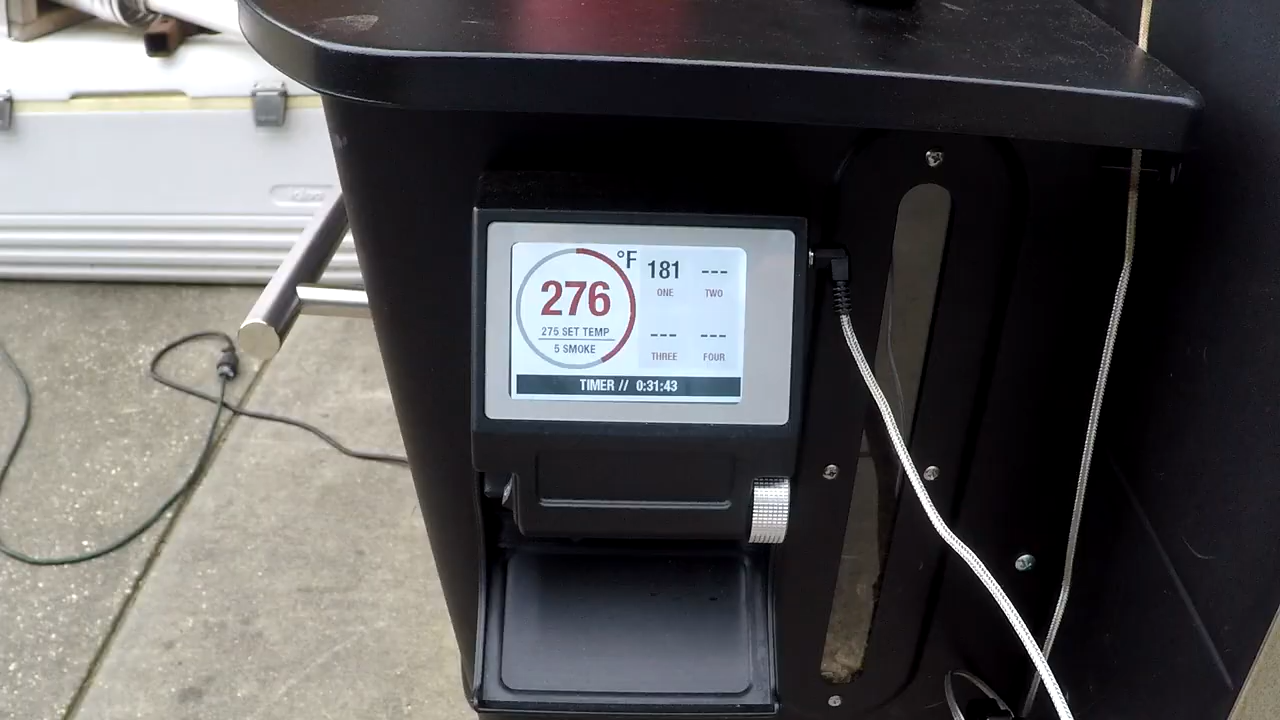 °F
276
275 SET TEMP
5 SMOKE
181
ONE
---
TWO
---
THREE
---
FOUR
TIMER // 0:31:43